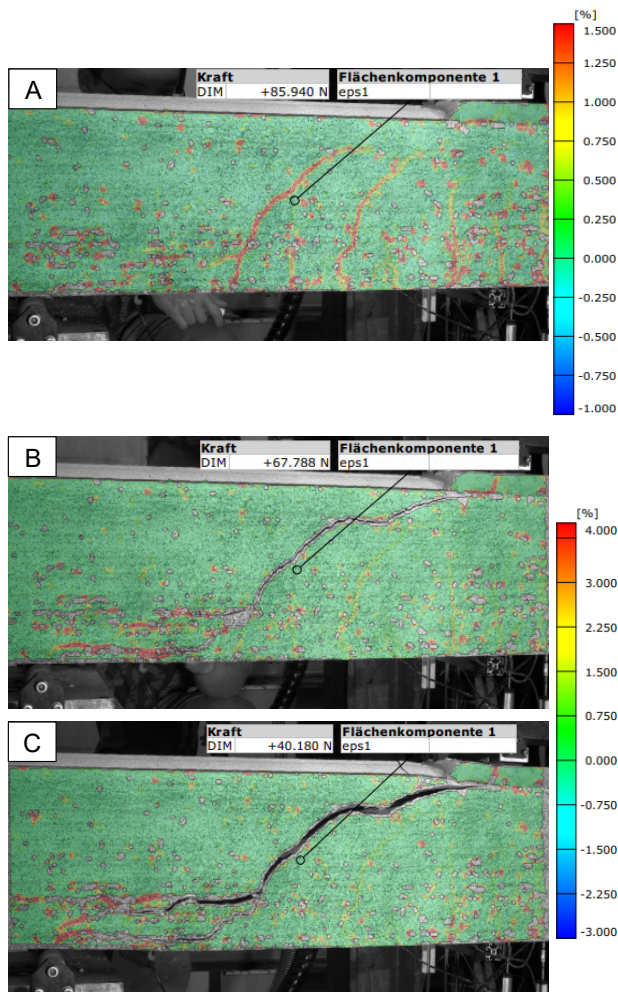 [%]
1.500
1.000
0.750
0.500
0.250
0.000
-0.250
-0.500
-0.750
-1.000
A
Kraft
DIM +85.940 N
Flächenkomponente 1
eps1
B
Kraft
DIM +67.788 N
Flächenkomponente 1
eps1
[%]
4.000
3.000
2.250
1.500
0.750
0.000
-0.750
-1.500
-2.250
-3.000
C
Kraft
DIM +40.180 N
Flächenkomponente 1
eps1